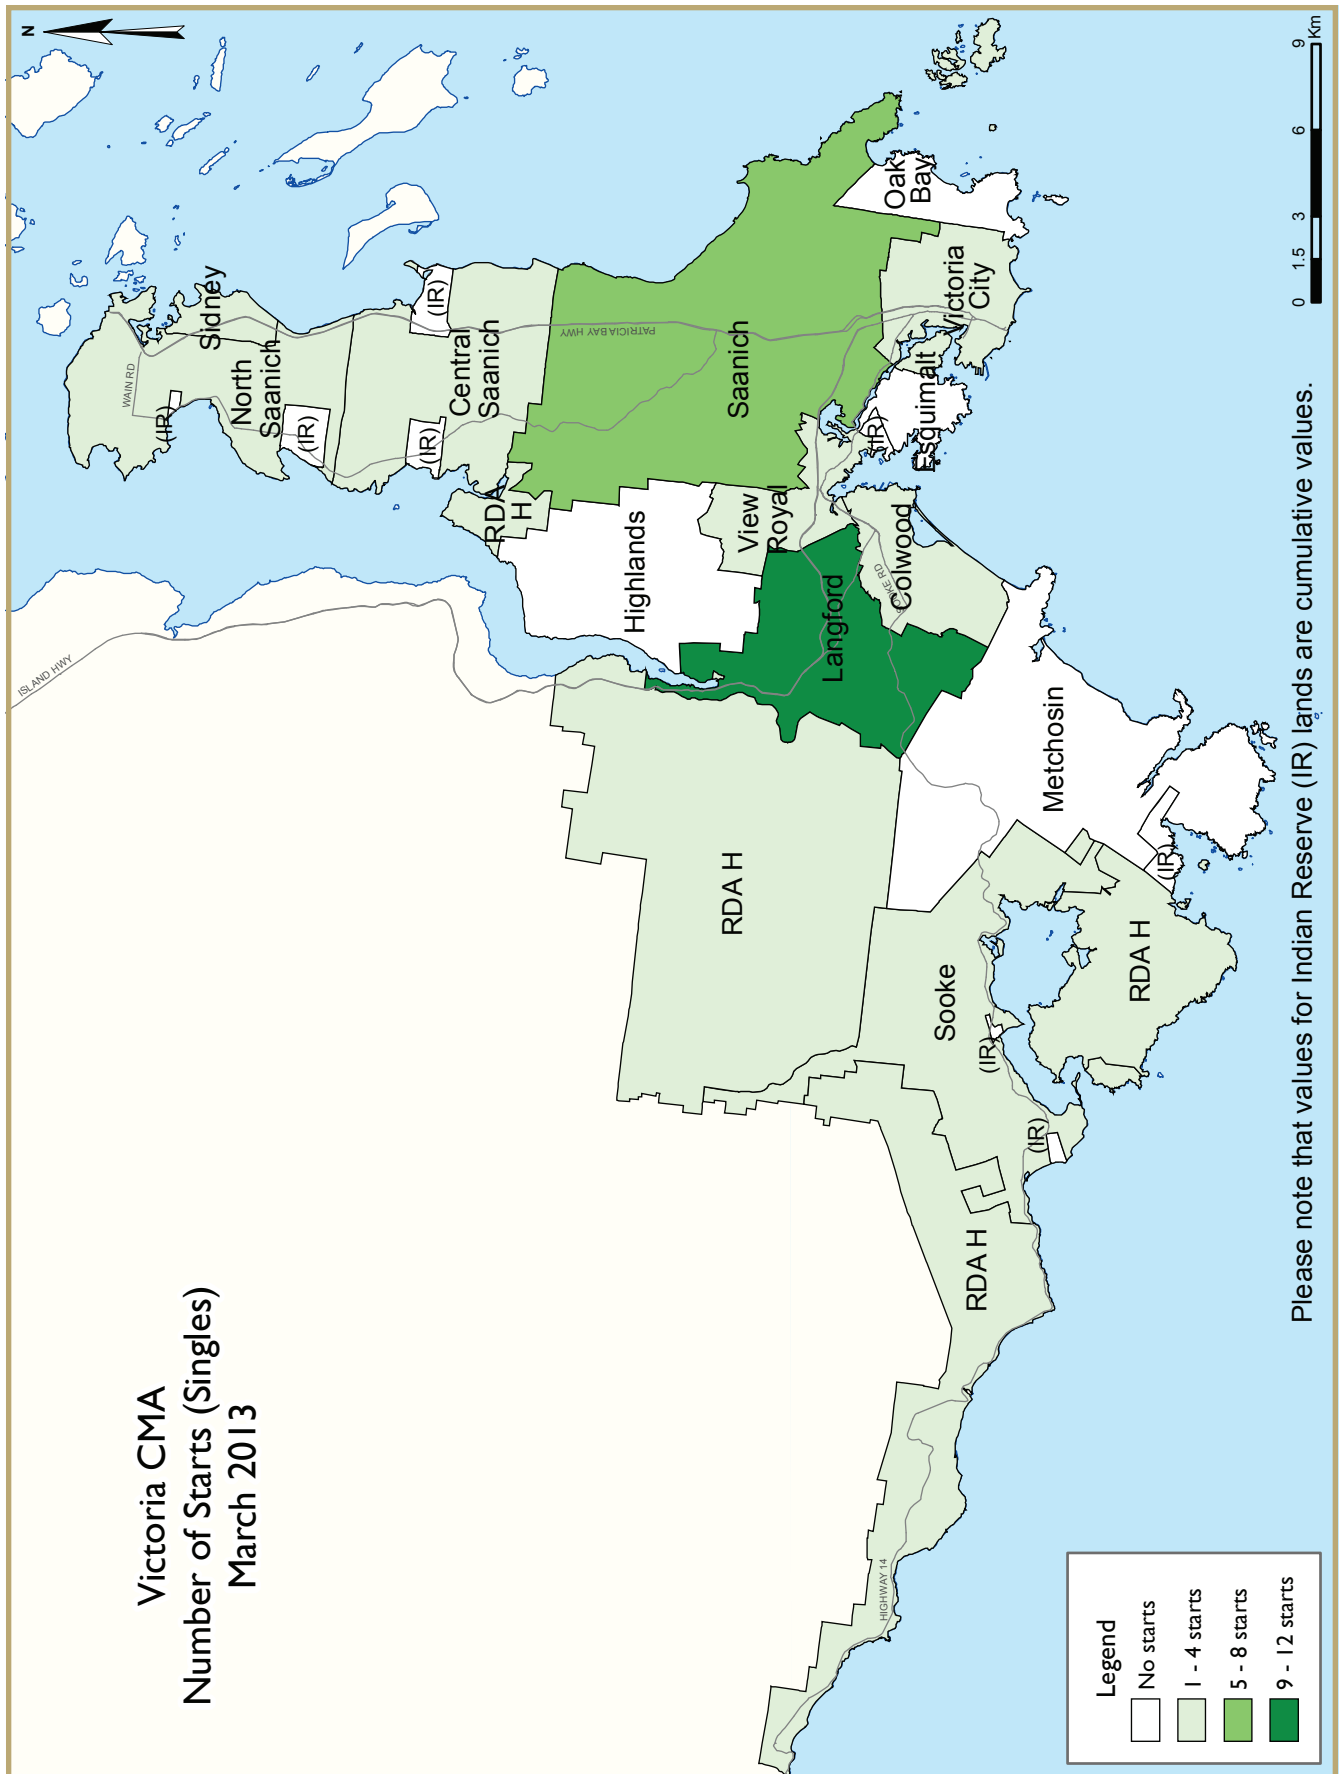 Victoria CMA
Number of Starts (Singles)
March 2013
N
ISLAND HWY
WAIN RD
(IR)
Sidney
North
Saanich
(IR)
(IR)
Central
Saanich
(IR)
RDA
H
PATRICIA BAY HWY
Saanich
Highlands
View
Royal
Oak
Bay
Victoria
City
Esquimalt
(IR)
Langford
Colwood
SOOKE RD
Metchosin
(IR)
RDA H
Sooke
(IR)
RDA H
(IR)
RDA H
HIGHWAY 14
Legend
No starts
1 - 4 starts
5 - 8 starts
9 - 12 starts
Please note that values for Indian Reserve (IR) lands are cumulative values.
0 1.5 3 6 9
Km